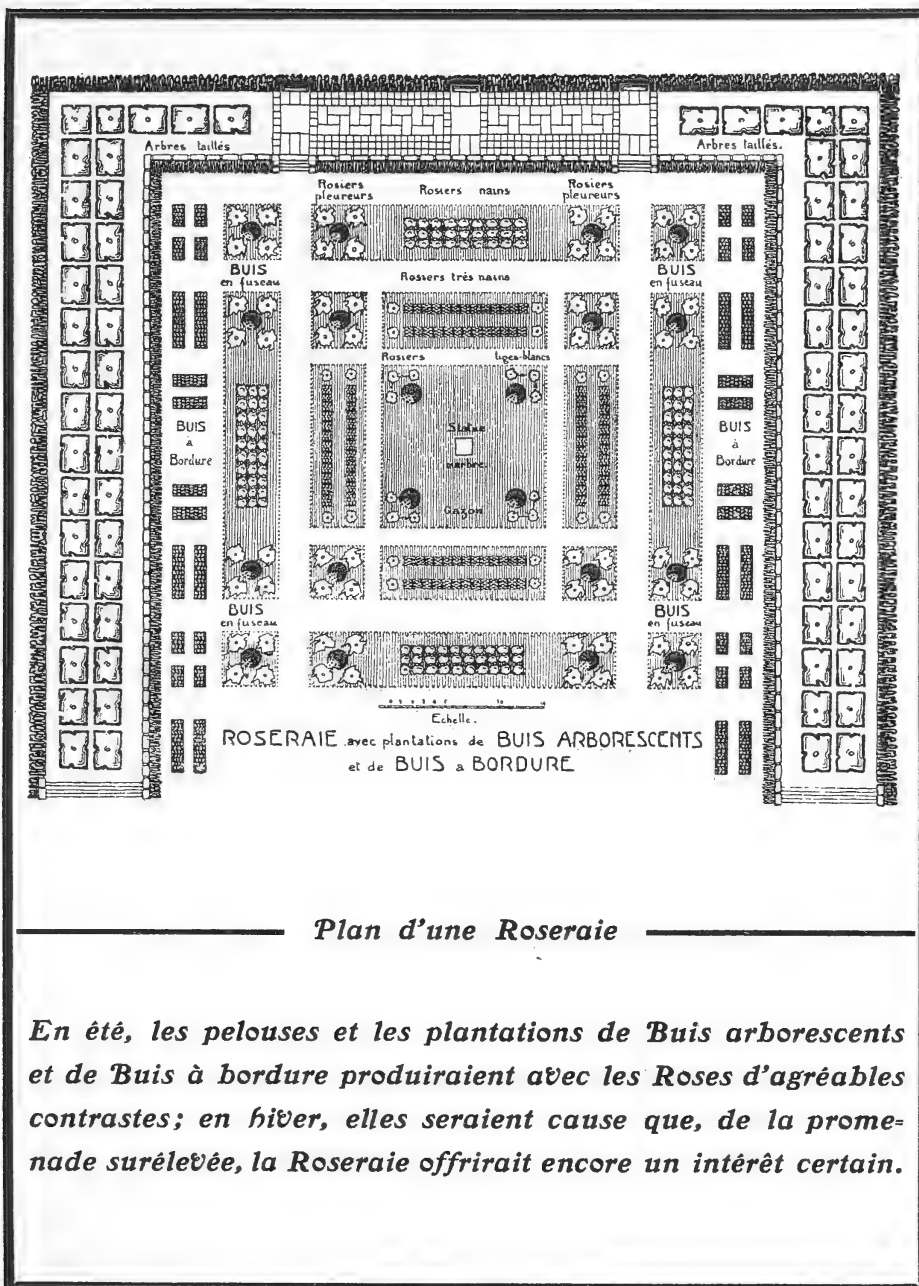 Arbres taillés
Arbres taillés.
Rosiers pleureurs
Rosiers nains
Rosiers pleureurs
BUIS en fuseau
BUIS en fuseau
Rosiers très nains
Rosiers tiges-blancs
BUIS à Bordure
Statue marbre.
BUIS à Bordure
Gazon
BUIS en fuseau
BUIS en fuseau
Echelle.
ROSERAIE avec plantations de BUIS ARBORESCENTS
et de BUIS à BORDURE
Plan d'une Roseraie
En été, les pelouses et les plantations de Buis arborescents
et de Buis à bordure produiraient avec les Roses d'agréables
contrastes; en hiver, elles seraient cause que, de la prome=
nade surélevée, la Roseraie offrirait encore un intérêt certain.